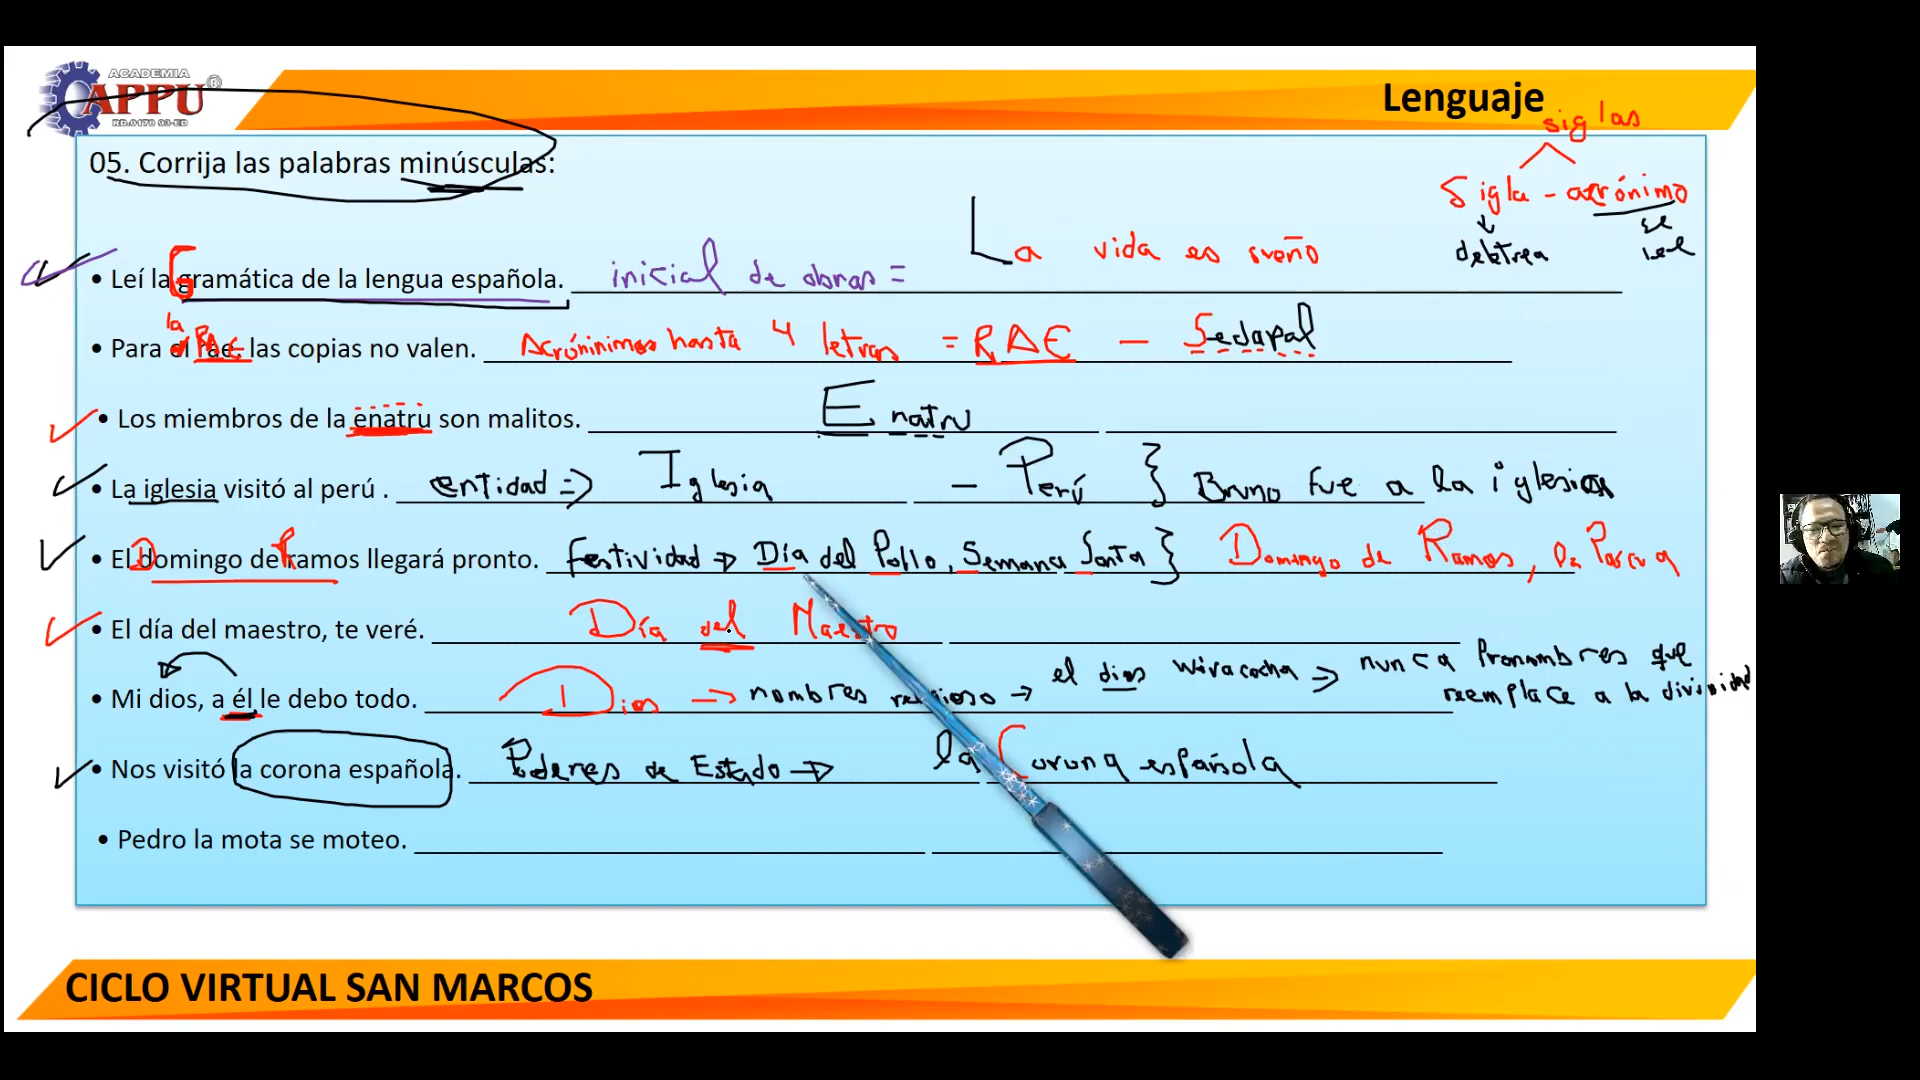 ACADEMIA
APPU ®
RD.0170 93-ED
Lenguaje
siglas
05. Corrija las palabras minúsculas:
Sigla - acrónimo
deletrea se lee
La vida es sueño
• Leí la gramática de la lengua española. inicial de obras =
• Para el rae, las copias no valen. Acrónimos hasta 4 letras = RAE - Sedapal
la RAE
• Los miembros de la enatru son malitos. Enatru
• La iglesia visitó al perú . entidad => Iglesia - Perú } Bruno fue a la iglesia
• El domingo de ramos llegará pronto. Festividad → Día del Pollo, Semana Santa } Domingo de Ramos, la Pascua
• El día del maestro, te veré. Día del Maestro
• Mi dios, a él le debo todo. Dios → nombres religioso → el dios wiracocha => nunca Pronombres que
reemplace a la divinidad
• Nos visitó la corona española. Poderes de Estado → la Corona española
• Pedro la mota se moteo.
CICLO VIRTUAL SAN MARCOS